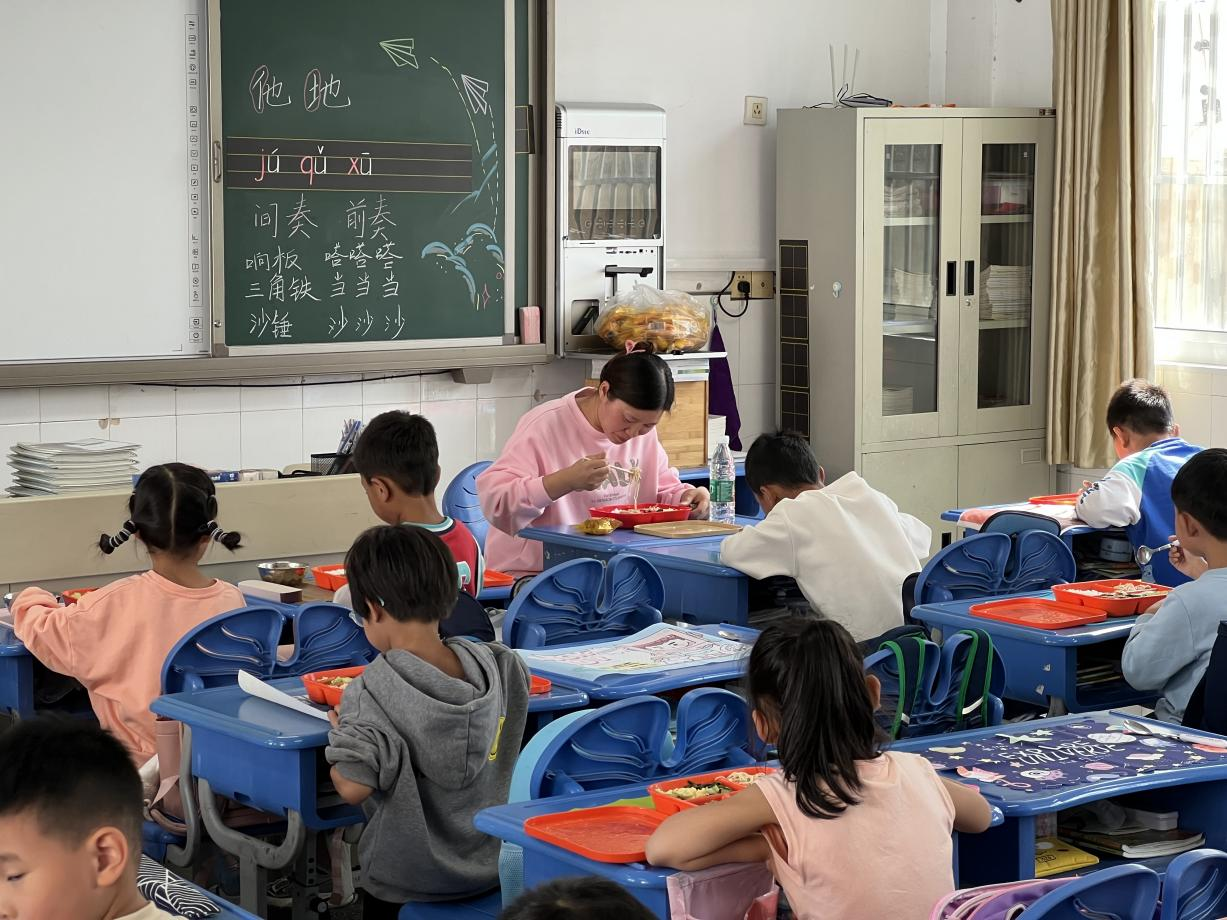 他 地
jú qǔ xū
间奏 前奏
响板 嗒嗒嗒
三角铁 当当当
沙锤 沙沙沙